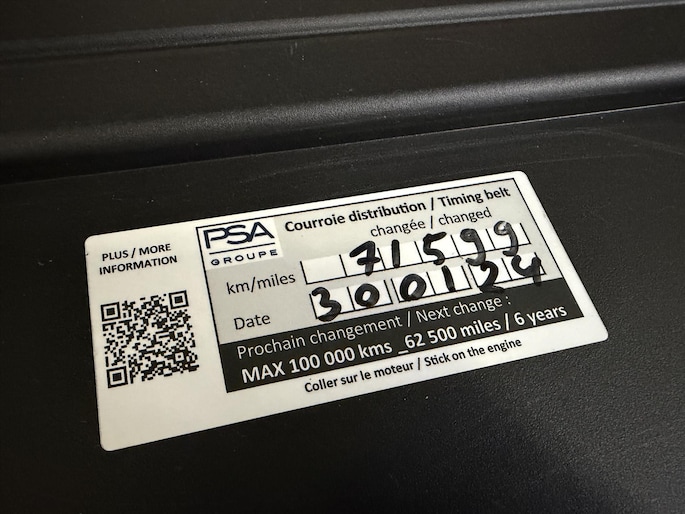 PLUS / MORE
INFORMATION
PSA
GROUPE
Courroie distribution / Timing belt
changée / changed
km/miles 71599
Date 300124
Prochain changement / Next change :
MAX 100 000 kms _62 500 miles / 6 years
Coller sur le moteur / Stick on the engine